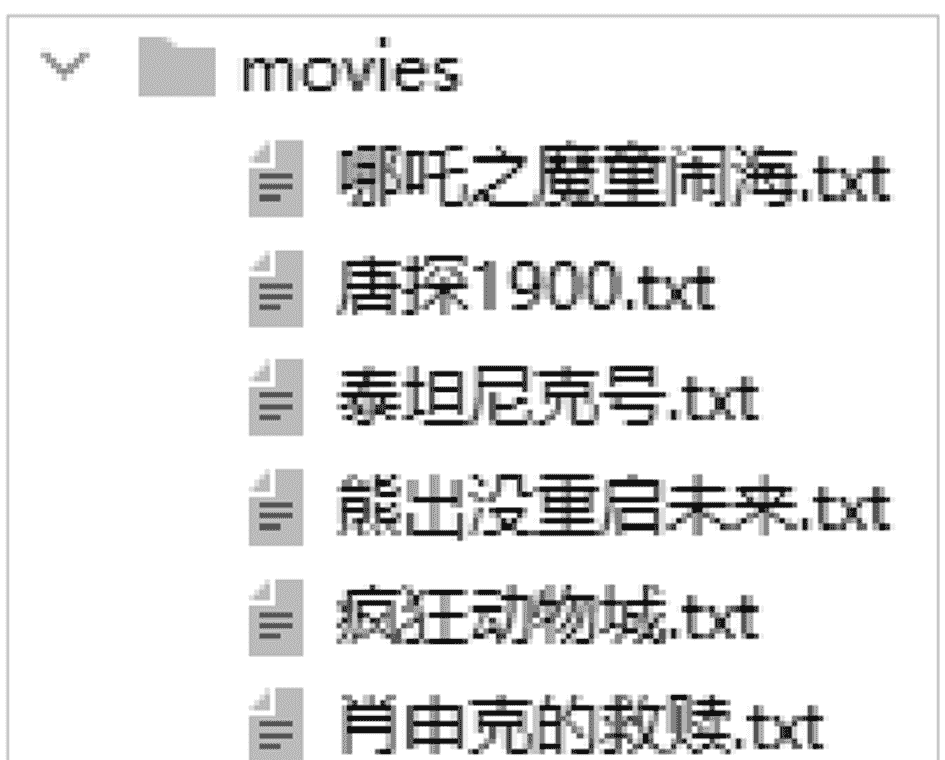 movies
哪吒之魔童闹海.txt
唐探1900.txt
泰坦尼克号.txt
熊出没重启未来.txt
疯狂动物城.txt
肖申克的救赎.txt